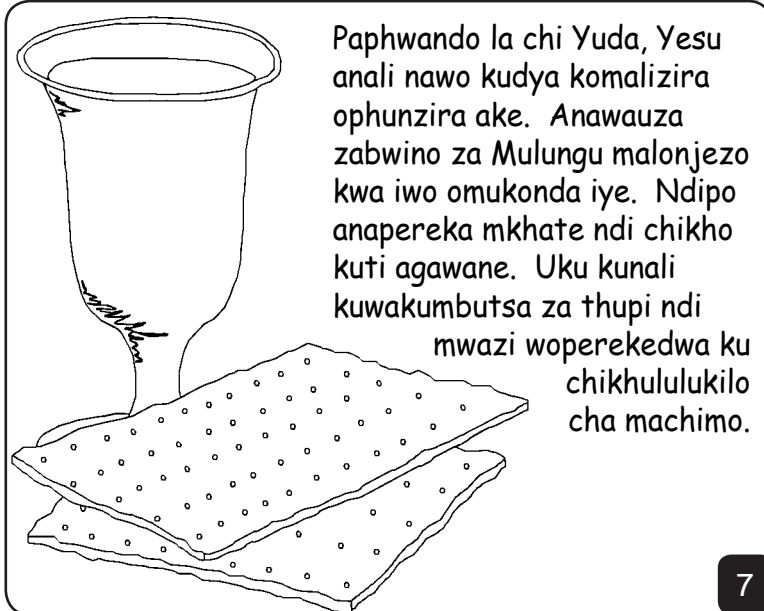 Paphwando la chi Yuda, Yesu
anali nawo kudya komalizira
ophunzira ake. Anawauza
zabwino za Mulungu malonjezo
kwa iwo omukonda iye. Ndipo
anapereka mkhate ndi chikho
kuti agawane. Uku kunali
kuwakumbutsa za thupi ndi
mwazi woperekedwa ku
chikhululukilo
cha machimo.
7